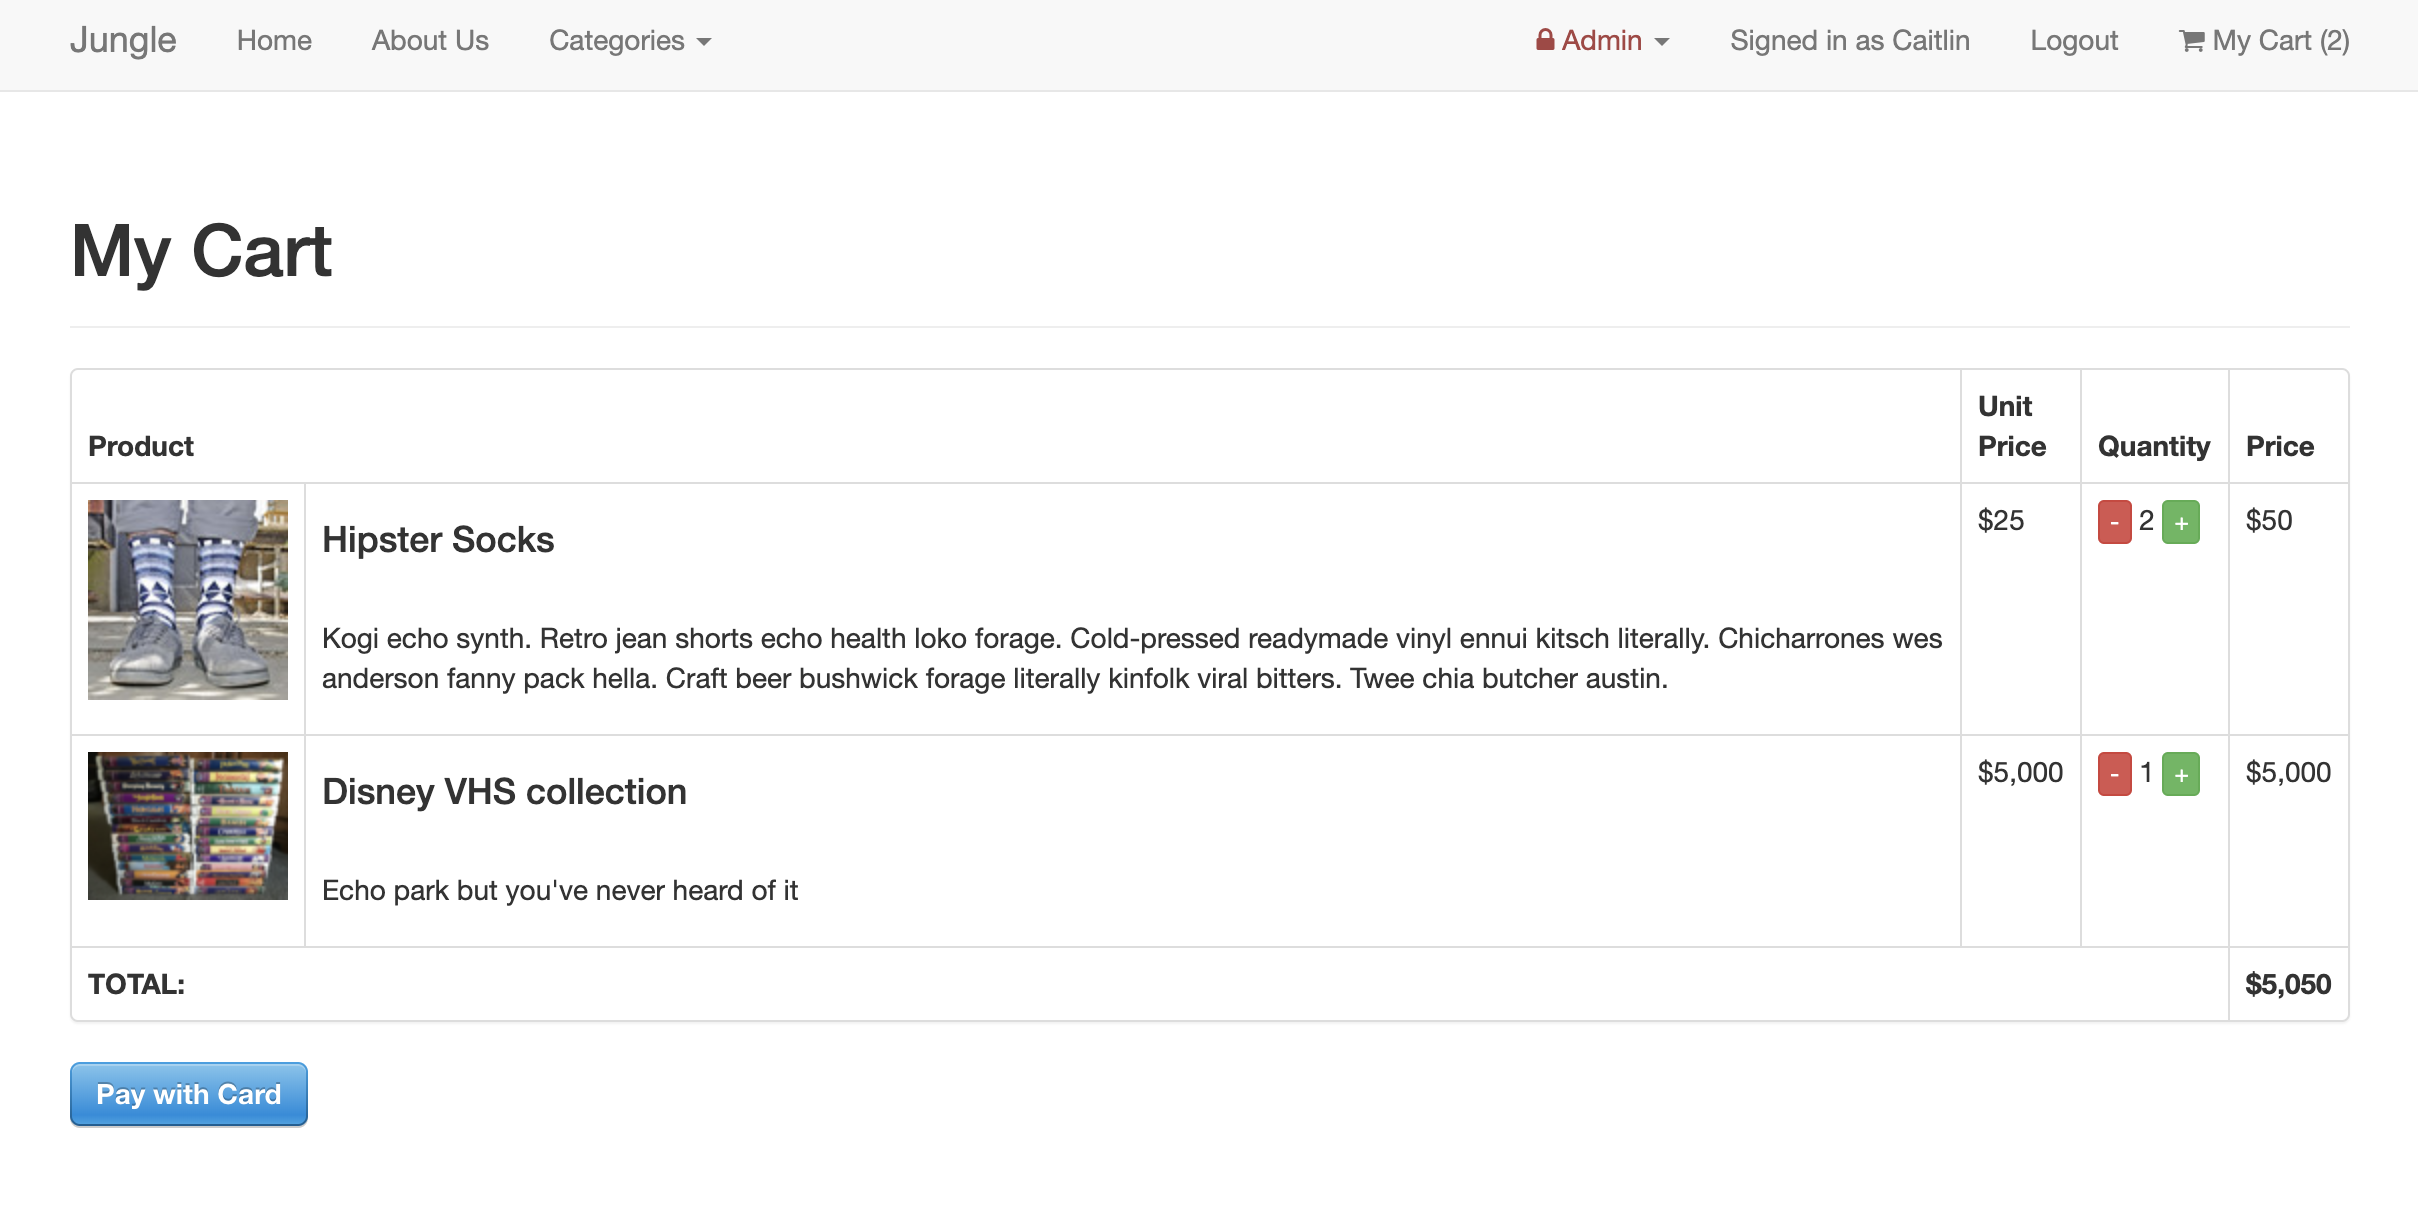 Jungle Home About Us Categories Admin Signed in as Caitlin Logout My Cart (2)
My Cart
Product Unit Price Quantity Price
Hipster Socks $25 - 2 + $50
Kogi echo synth. Retro jean shorts echo health loko forage. Cold-pressed readymade vinyl ennui kitsch literally. Chicharrones wes
anderson fanny pack hella. Craft beer bushwick forage literally kinfolk viral bitters. Twee chia butcher austin.
Disney VHS collection $5,000 - 1 + $5,000
Echo park but you've never heard of it
TOTAL: $5,050
Pay with Card